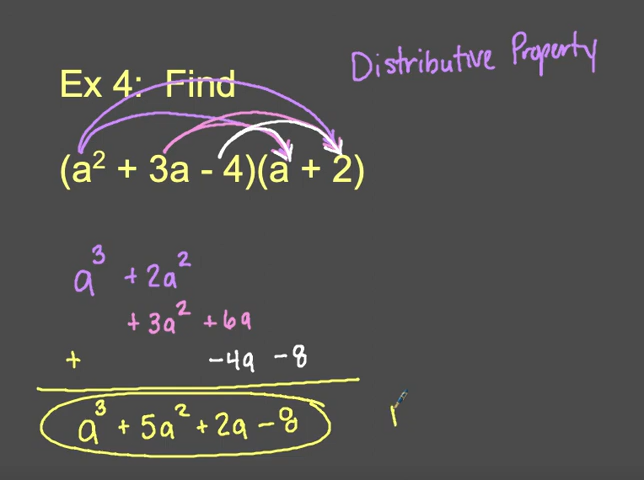 Distributive Property
Ex 4: Find
(a² + 3a - 4)(a + 2)
a³ + 2a²
+ 3a² + 6a
+ -4a - 8
a³ + 5a² + 2a - 8